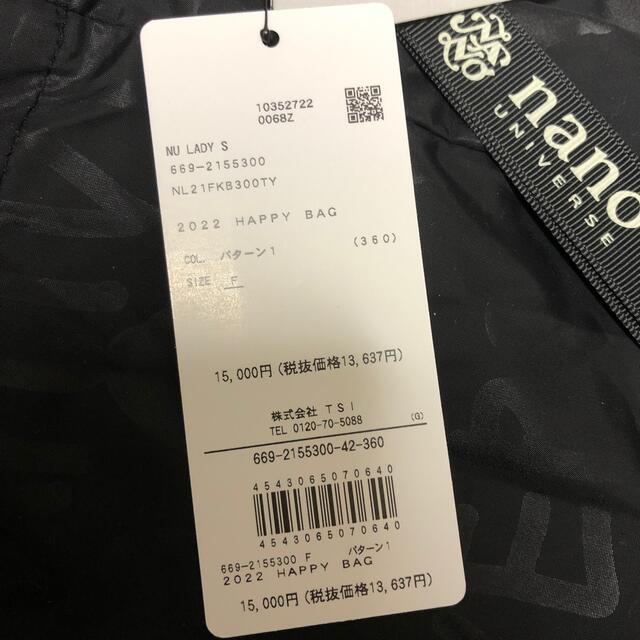 10352722
0068Z
NU LADY S
669-2155300
NL21FKB300TY
2022 HAPPY BAG
COL. パターン1 (360)
SIZE F
15,000円(税抜価格13,637円)
株式会社 TSI
TEL 0120-70-5088 (G)
669-2155300-42-360
4543065070640
4543065070640
669-2155300 F パターン1
2022 HAPPY BAG
15,000円(税抜価格13,637円)
nano
UNIVERSE